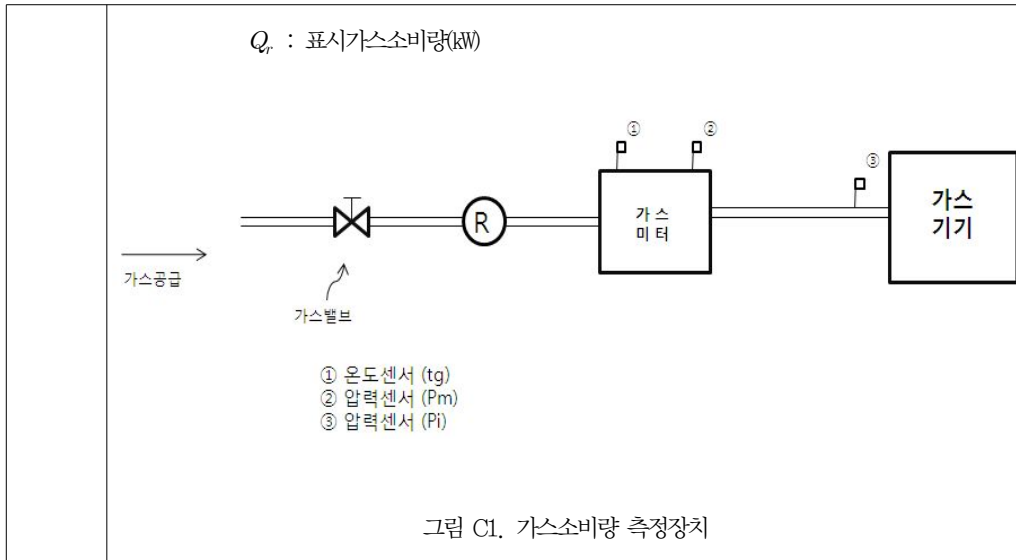 Qr : 표시가스소비량(kW)
① ②
③
가스
기기
가 스
미 터
R
가스공급
가스밸브
① 온도센서 (tg)
② 압력센서 (Pm)
③ 압력센서 (Pi)
그림 C1. 가스소비량 측정장치